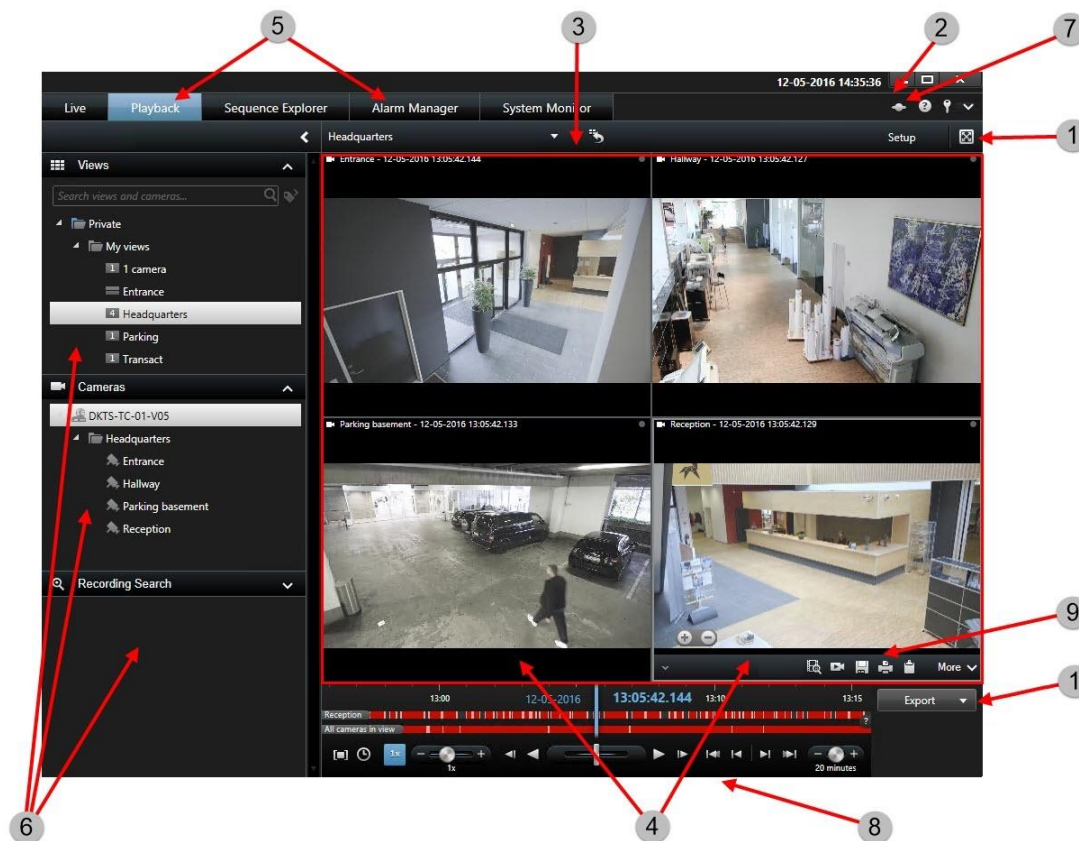 5
3
2
7
12-05-2016 14:35:36
Live Playback Sequence Explorer Alarm Manager System Monitor
Headquarters Setup
1
Views
Entrance - 12-05-2016 13:05:42.144
Hallway - 12-05-2016 13:05:42.127
Search views and cameras...
Private
My views
1 1 camera
Entrance
4 Headquarters
1 Parking
1 Transact
Cameras
DKTS-TC-01-V05
Parking basement - 12-05-2016 13:05:42.133
Reception - 12-05-2016 13:05:42.129
Headquarters
Entrance
Hallway
Parking basement
Reception
Recording Search
9
More
13:00 12-05-2016 13:05:42.144 13:10 13:15
Export
1
Reception
?
All cameras in view
1x
1x
20 minutes
6
4
8